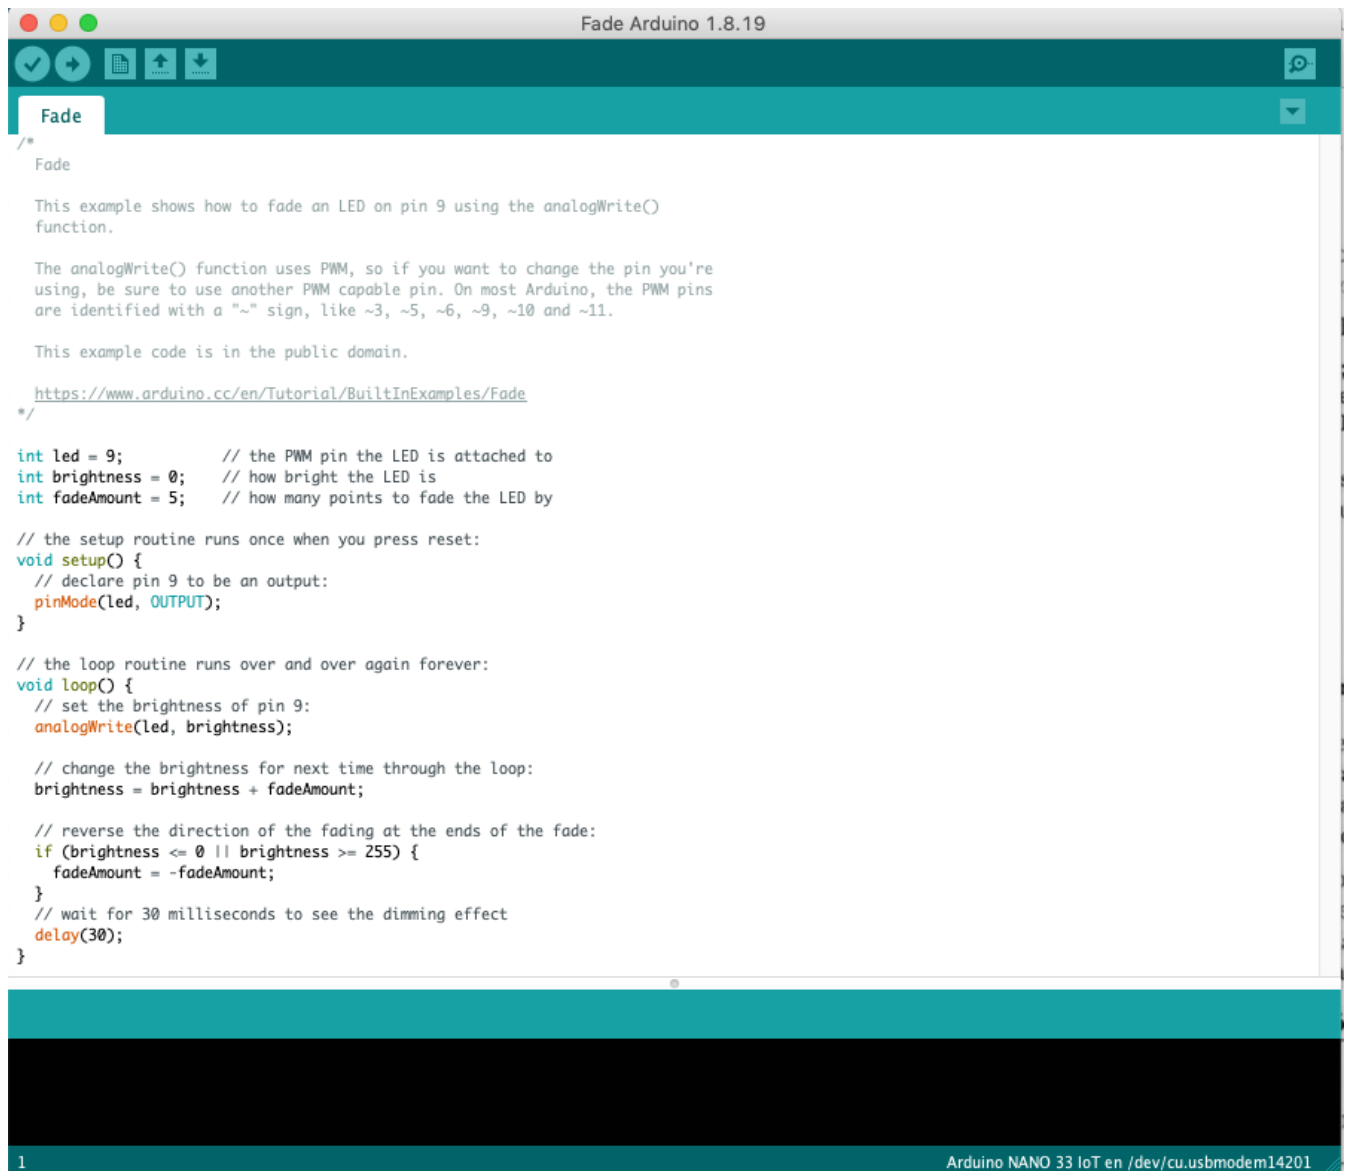 Fade Arduino 1.8.19
Fade
/*
  Fade

  This example shows how to fade an LED on pin 9 using the analogWrite()
  function.

  The analogWrite() function uses PWM, so if you want to change the pin you're
  using, be sure to use another PWM capable pin. On most Arduino, the PWM pins
  are identified with a "~" sign, like ~3, ~5, ~6, ~9, ~10 and ~11.

  This example code is in the public domain.

  https://www.arduino.cc/en/Tutorial/BuiltInExamples/Fade
*/

int led = 9;           // the PWM pin the LED is attached to
int brightness = 0;    // how bright the LED is
int fadeAmount = 5;    // how many points to fade the LED by

// the setup routine runs once when you press reset:
void setup() {
  // declare pin 9 to be an output:
  pinMode(led, OUTPUT);
}

// the loop routine runs over and over again forever:
void loop() {
  // set the brightness of pin 9:
  analogWrite(led, brightness);

  // change the brightness for next time through the loop:
  brightness = brightness + fadeAmount;

  // reverse the direction of the fading at the ends of the fade:
  if (brightness <= 0 || brightness >= 255) {
    fadeAmount = -fadeAmount;
  }
  // wait for 30 milliseconds to see the dimming effect
  delay(30);
}
1
Arduino NANO 33 IoT en /dev/cu.usbmodem14201